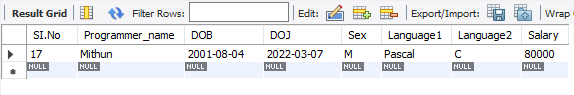 Result Grid Filter Rows: Edit: Export/Import: Wrap C
SI.No Programmer_name DOB DOJ Sex Language1 Language2 Salary
17 Mithun 2001-08-04 2022-03-07 M Pascal C 80000
NULL NULL NULL NULL NULL NULL NULL NULL